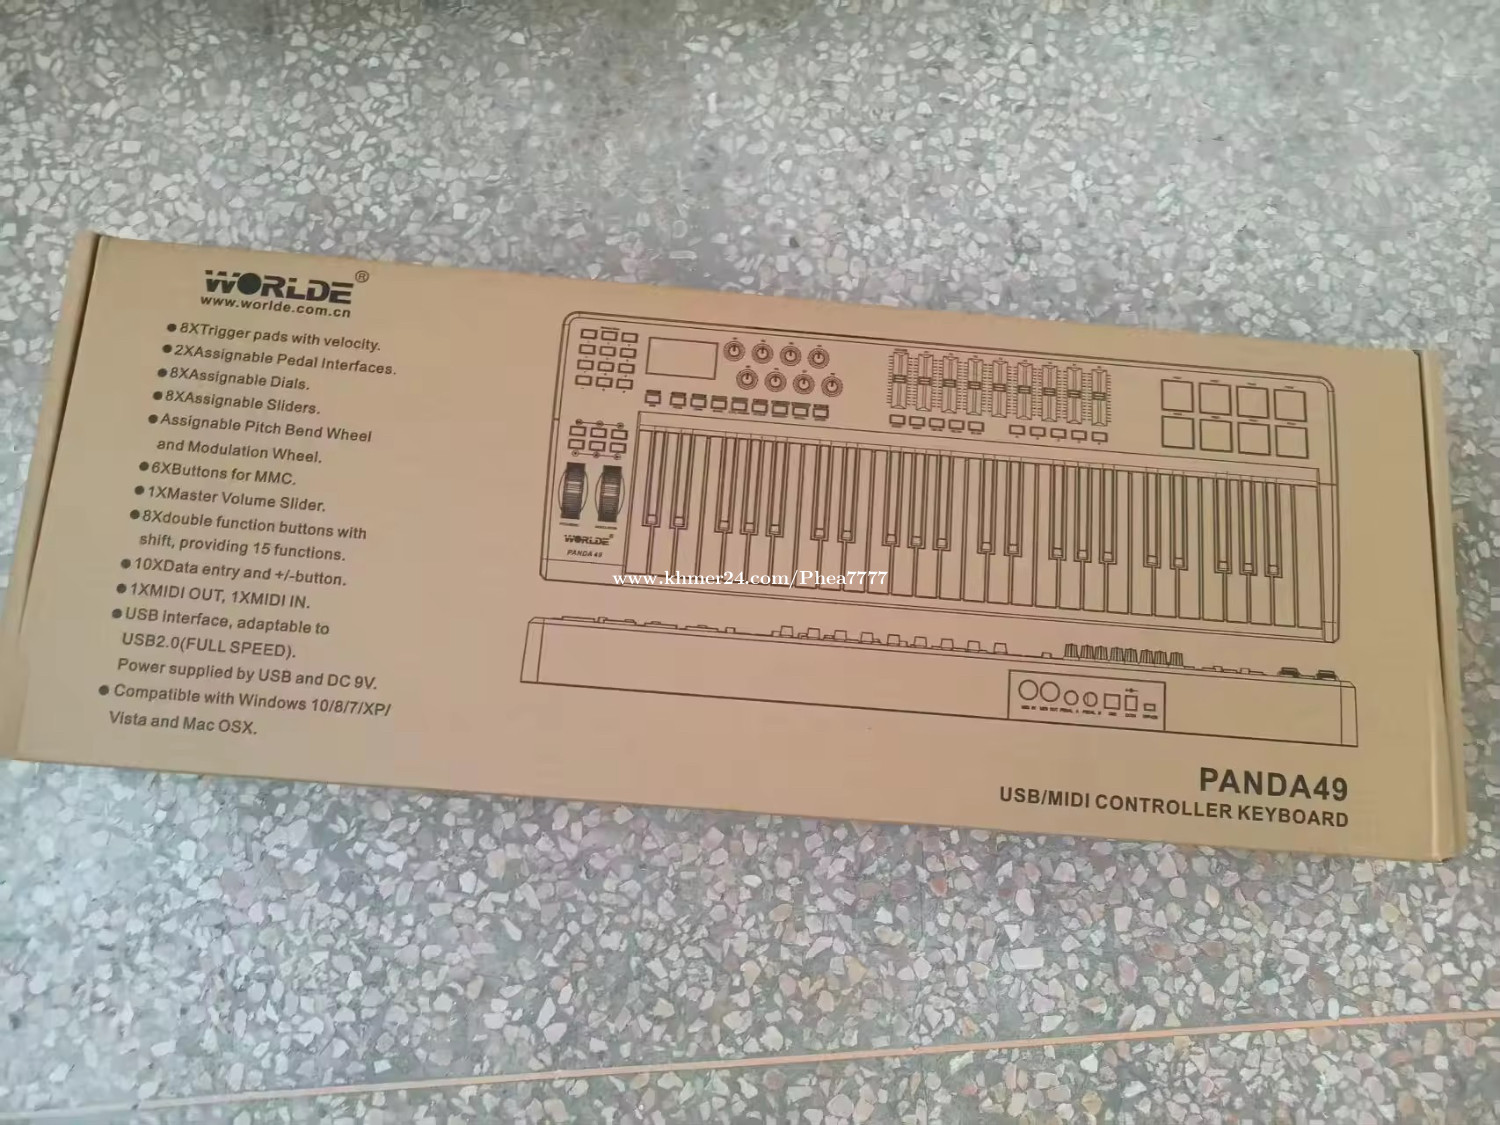 WORLDE®
www.worlde.com.cn
● 8XTrigger pads with velocity.
● 2XAssignable Pedal Interfaces.
● 8XAssignable Dials.
● 8XAssignable Sliders.
● Assignable Pitch Bend Wheel
and Modulation Wheel.
● 6XButtons for MMC.
● 1XMaster Volume Slider.
● 8Xdouble function buttons with
shift, providing 15 functions.
● 10XData entry and +/-button.
● 1XMIDI OUT, 1XMIDI IN.
● USB interface, adaptable to
USB2.0(FULL SPEED).
Power supplied by USB and DC 9V.
● Compatible with Windows 10/8/7/XP/
Vista and Mac OSX.
WORLDE®
PANDA49
www.khmer24.com/Phea7777
PANDA49
USB/MIDI CONTROLLER KEYBOARD